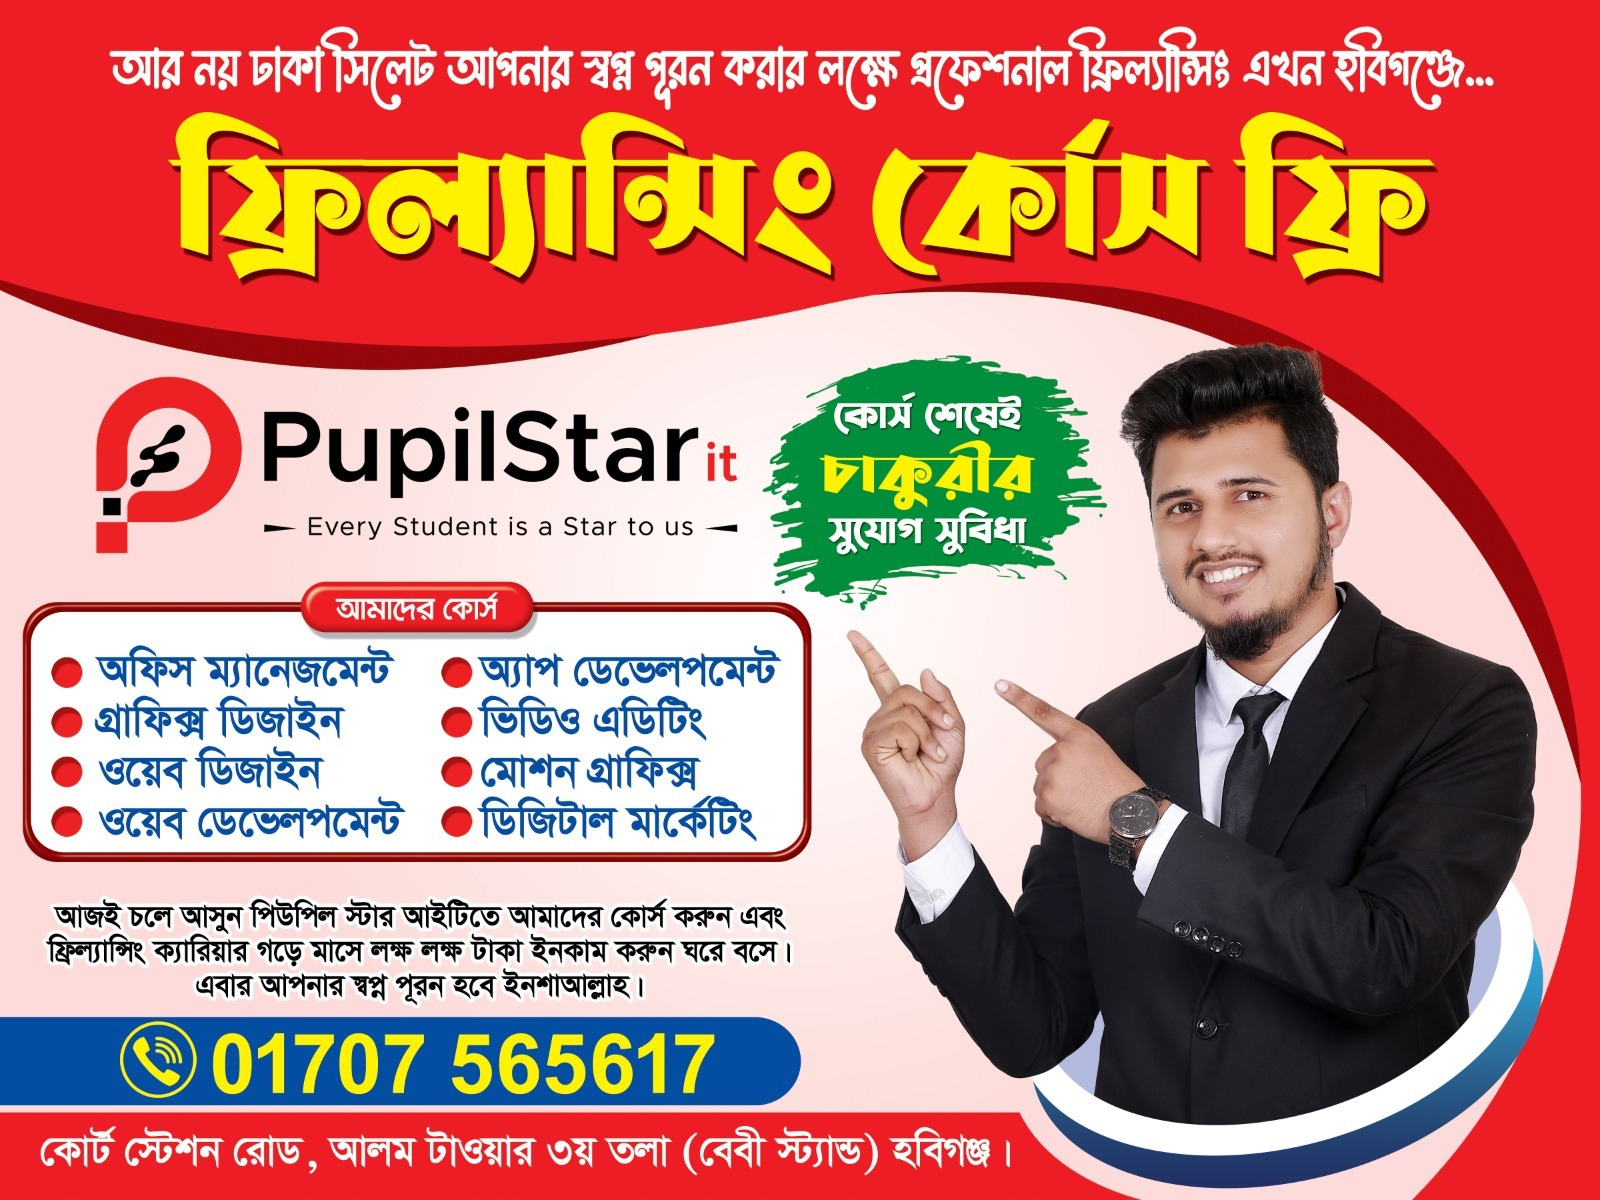 আর নয় ঢাকা সিলেট আপনার স্বপ্ন পূরন করার লক্ষে প্রফেশনাল ফ্রিল্যান্সিং এখন হবিগঞ্জে...
ফ্রিল্যান্সিং কোর্স ফ্রি
PupilStar it
Every Student is a Star to us
কোর্স শেষেই
চাকুরীর
সুযোগ সুবিধা
আমাদের কোর্স
অফিস ম্যানেজমেন্ট
গ্রাফিক্স ডিজাইন
ওয়েব ডিজাইন
ওয়েব ডেভেলপমেন্ট
অ্যাপ ডেভেলপমেন্ট
ভিডিও এডিটিং
মোশন গ্রাফিক্স
ডিজিটাল মার্কেটিং
আজই চলে আসুন পিউপিল স্টার আইটিতে আমাদের কোর্স করুন এবং
ফ্রিল্যান্সিং ক্যারিয়ার গড়ে মাসে লক্ষ লক্ষ টাকা ইনকাম করুন ঘরে বসে।
এবার আপনার স্বপ্ন পূরন হবে ইনশাআল্লাহ।
01707 565617
কোর্ট স্টেশন রোড, আলম টাওয়ার ৩য় তলা (বেবী স্ট্যান্ড) হবিগঞ্জ।